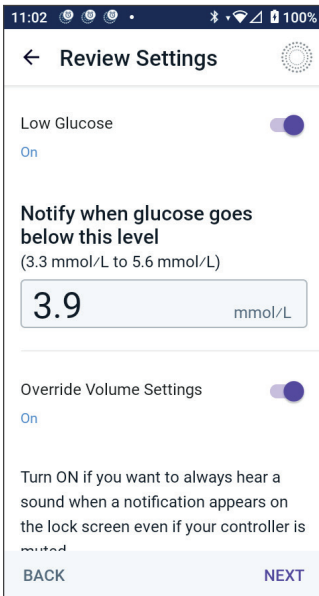 11:02 100%
Review Settings
Low Glucose
On
Notify when glucose goes
below this level
(3.3 mmol/L to 5.6 mmol/L)
3.9 mmol/L
Override Volume Settings
On
Turn ON if you want to always hear a
sound when a notification appears on
the lock screen even if your controller is
muted
BACK NEXT